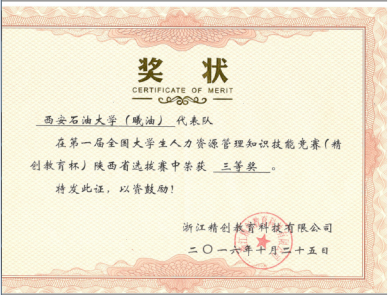 奖 状
CERTIFICATE OF MERIT
西安石油大学（曦油）代表队
在第一届全国大学生人力资源管理知识技能竞赛（精
创教育杯）陕西省选拔赛中荣获 三等奖 。
特发此证，以资鼓励！
浙江精创教育科技有限公司
二〇一六年十月二十五日